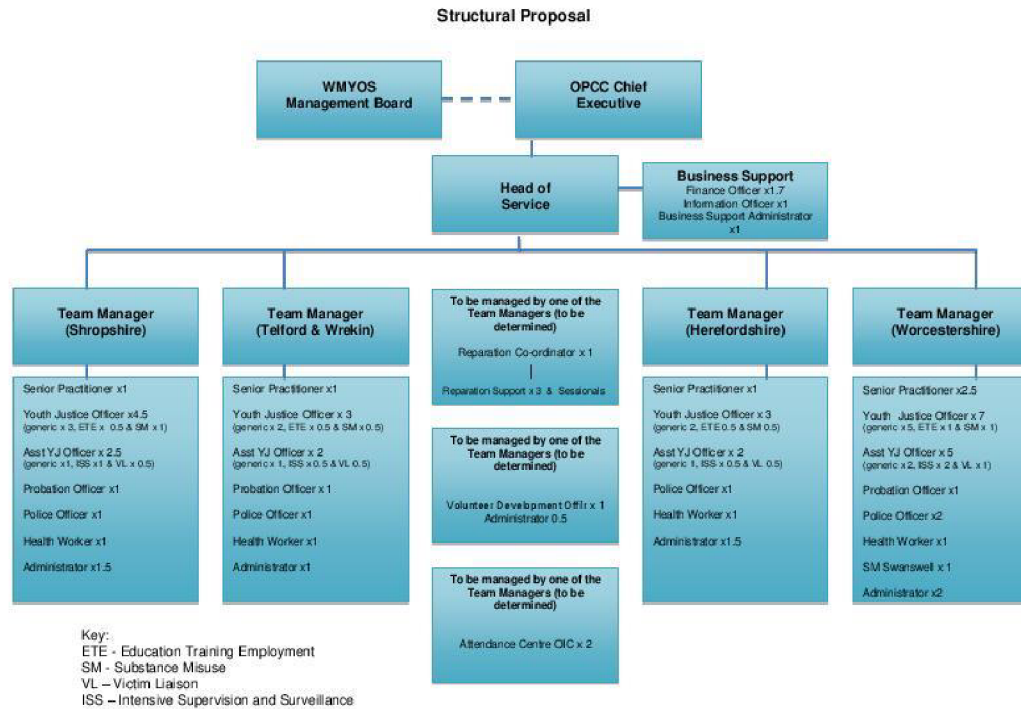 Structural Proposal
WMYOS
Management Board
OPCC Chief
Executive
Head of
Service
Business Support
Finance Officer x1.7
Information Officer x1
Business Support Administrator
x1
Team Manager
(Shropshire)
Senior Practitioner x1
Youth Justice Officer x4.5
(generic x 3, ETE x 0.5 & SM x 1)
Asst YJ Officer x 2.5
(generic x1, ISS x1 & VL x 0.5)
Probation Officer x1
Police Officer x1
Health Worker x1
Administrator x1.5
Team Manager
(Telford & Wrekin)
Senior Practitioner x1
Youth Justice Officer x 3
(generic x 2, ETE x 0.5 & SM x 0.5)
Asst YJ Officer x 2
(generic x 1, ISS x 0.5 & VL 0.5)
Probation Officer x 1
Police Officer x1
Health Worker x1
Administrator x1
To be managed by one of the
Team Managers (to be
determined)
Reparation Co-ordinator x 1
Reparation Support x 3 & Sessionals
To be managed by one of the
Team Managers (to be
determined)
Volunteer Development Offir x 1
Administrator 0.5
To be managed by one of the
Team Managers (to be
determined)
Attendance Centre OIC x 2
Team Manager
(Herefordshire)
Senior Practitioner x1
Youth Justice Officer x 3
(generic 2, ETE 0.5 & SM 0.5)
Asst YJ Officer x 2
(generic 1, ISS x 0.5 & VL 0.5)
Police Officer x1
Health Worker x1
Administrator x1.5
Team Manager
(Worcestershire)
Senior Practitioner x2.5
Youth Justice Officer x 7
(generic x 5, ETE x 1 & SM x 1)
Asst YJ Officer x 5
(generic x 2, ISS x 2 & VL x 1)
Probation Officer x1
Police Officer x2
Health Worker x1
SM Swanswell x 1
Administrator x2
Key:
ETE - Education Training Employment
SM - Substance Misuse
VL – Victim Liaison
ISS – Intensive Supervision and Surveillance